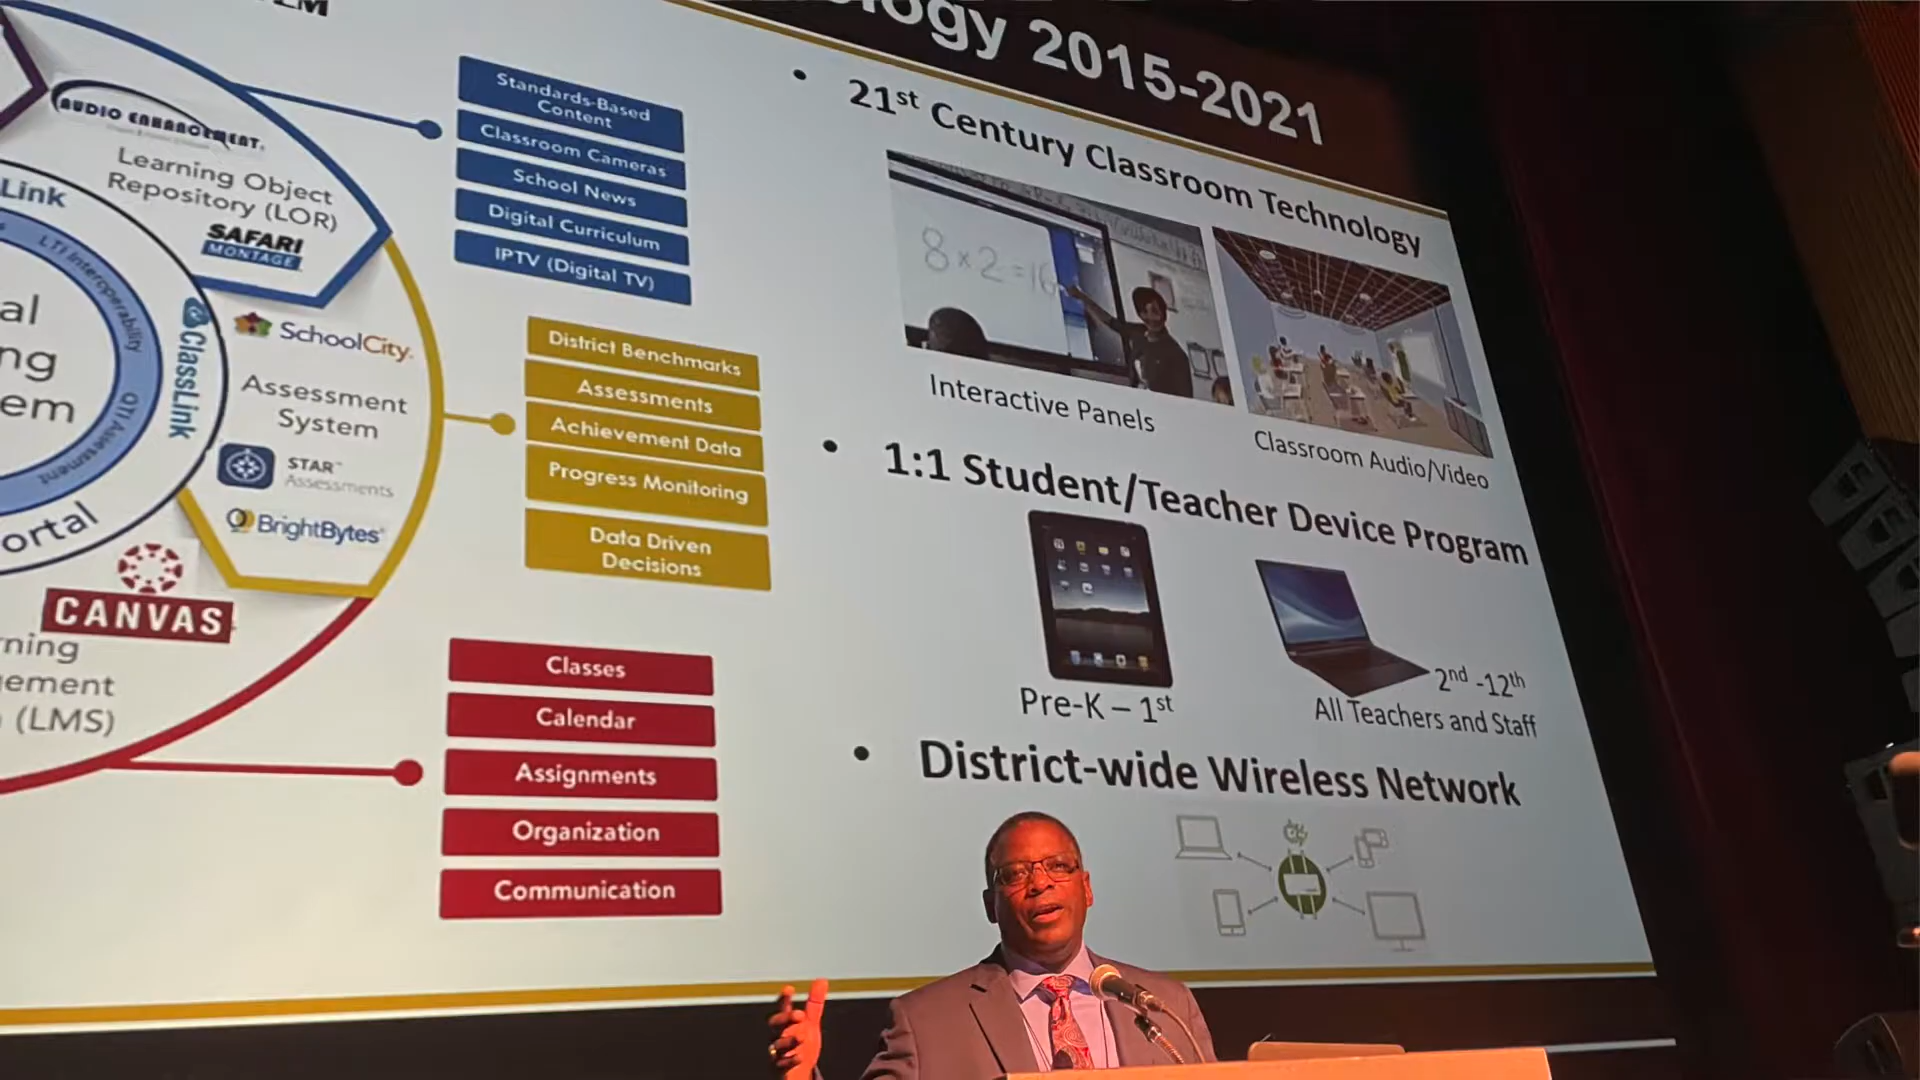 ology 2015-2021
AUDIO ENHANCEMENT
Learning Object
Repository (LOR)
SAFARI
MONTAGE
Link
LTI Interoperability
al
ng
em
ClassLink
QTI Assessment
ortal
SchoolCity
Assessment
System
STAR™
Assessments
BrightBytes
CANVAS
rning
gement
(LMS)
Standards-Based
Content
Classroom Cameras
School News
Digital Curriculum
IPTV (Digital TV)
District Benchmarks
Assessments
Achievement Data
Progress Monitoring
Data Driven
Decisions
Classes
Calendar
Assignments
Organization
Communication
• 21st Century Classroom Technology
8 × 2 = 16
Interactive Panels
Classroom Audio/Video
• 1:1 Student/Teacher Device Program
Pre-K – 1st
2nd -12th
All Teachers and Staff
• District-wide Wireless Network